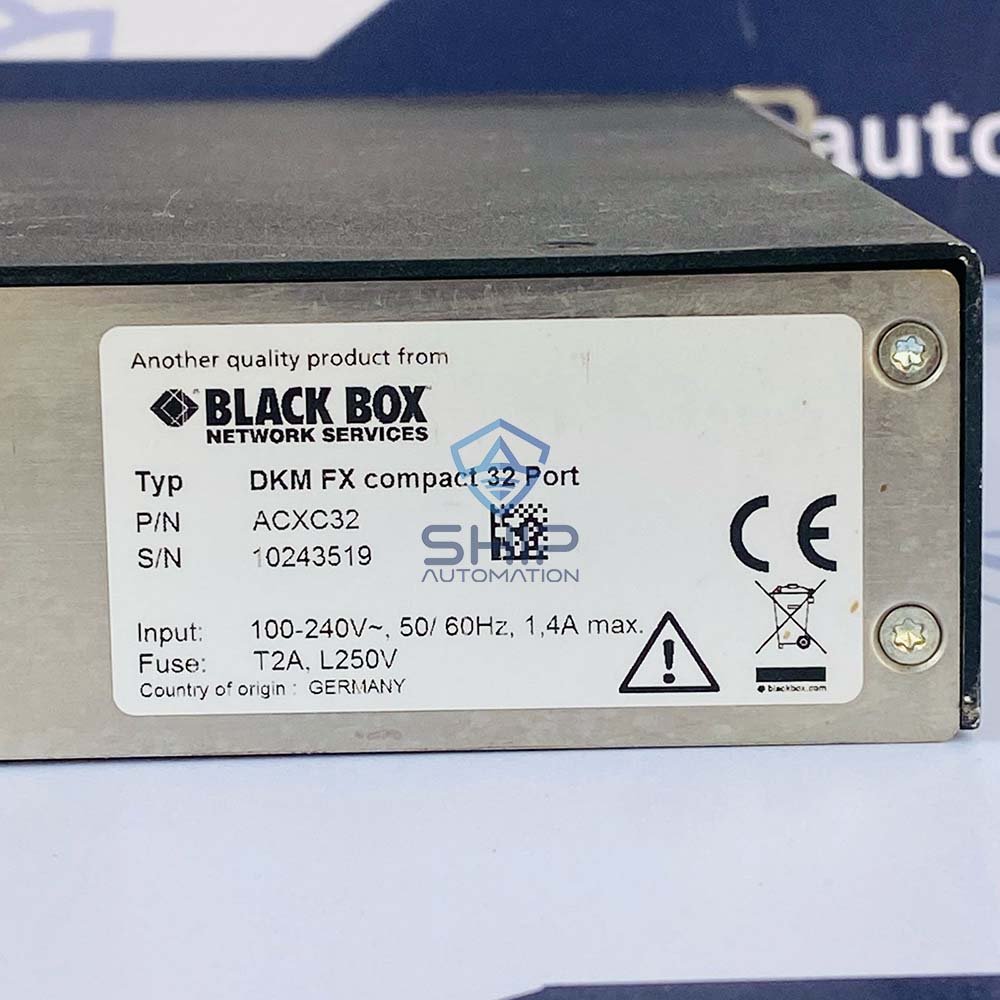 auto
Another quality product from
BLACK BOX
NETWORK SERVICES
Typ DKM FX compact 32 Port
P/N ACXC32
S/N 10243519
SHIP
AUTOMATION
Input: 100-240V~, 50/ 60Hz, 1,4A max.
Fuse: T2A, L250V
Country of origin : GERMANY
CE
blackbox.com